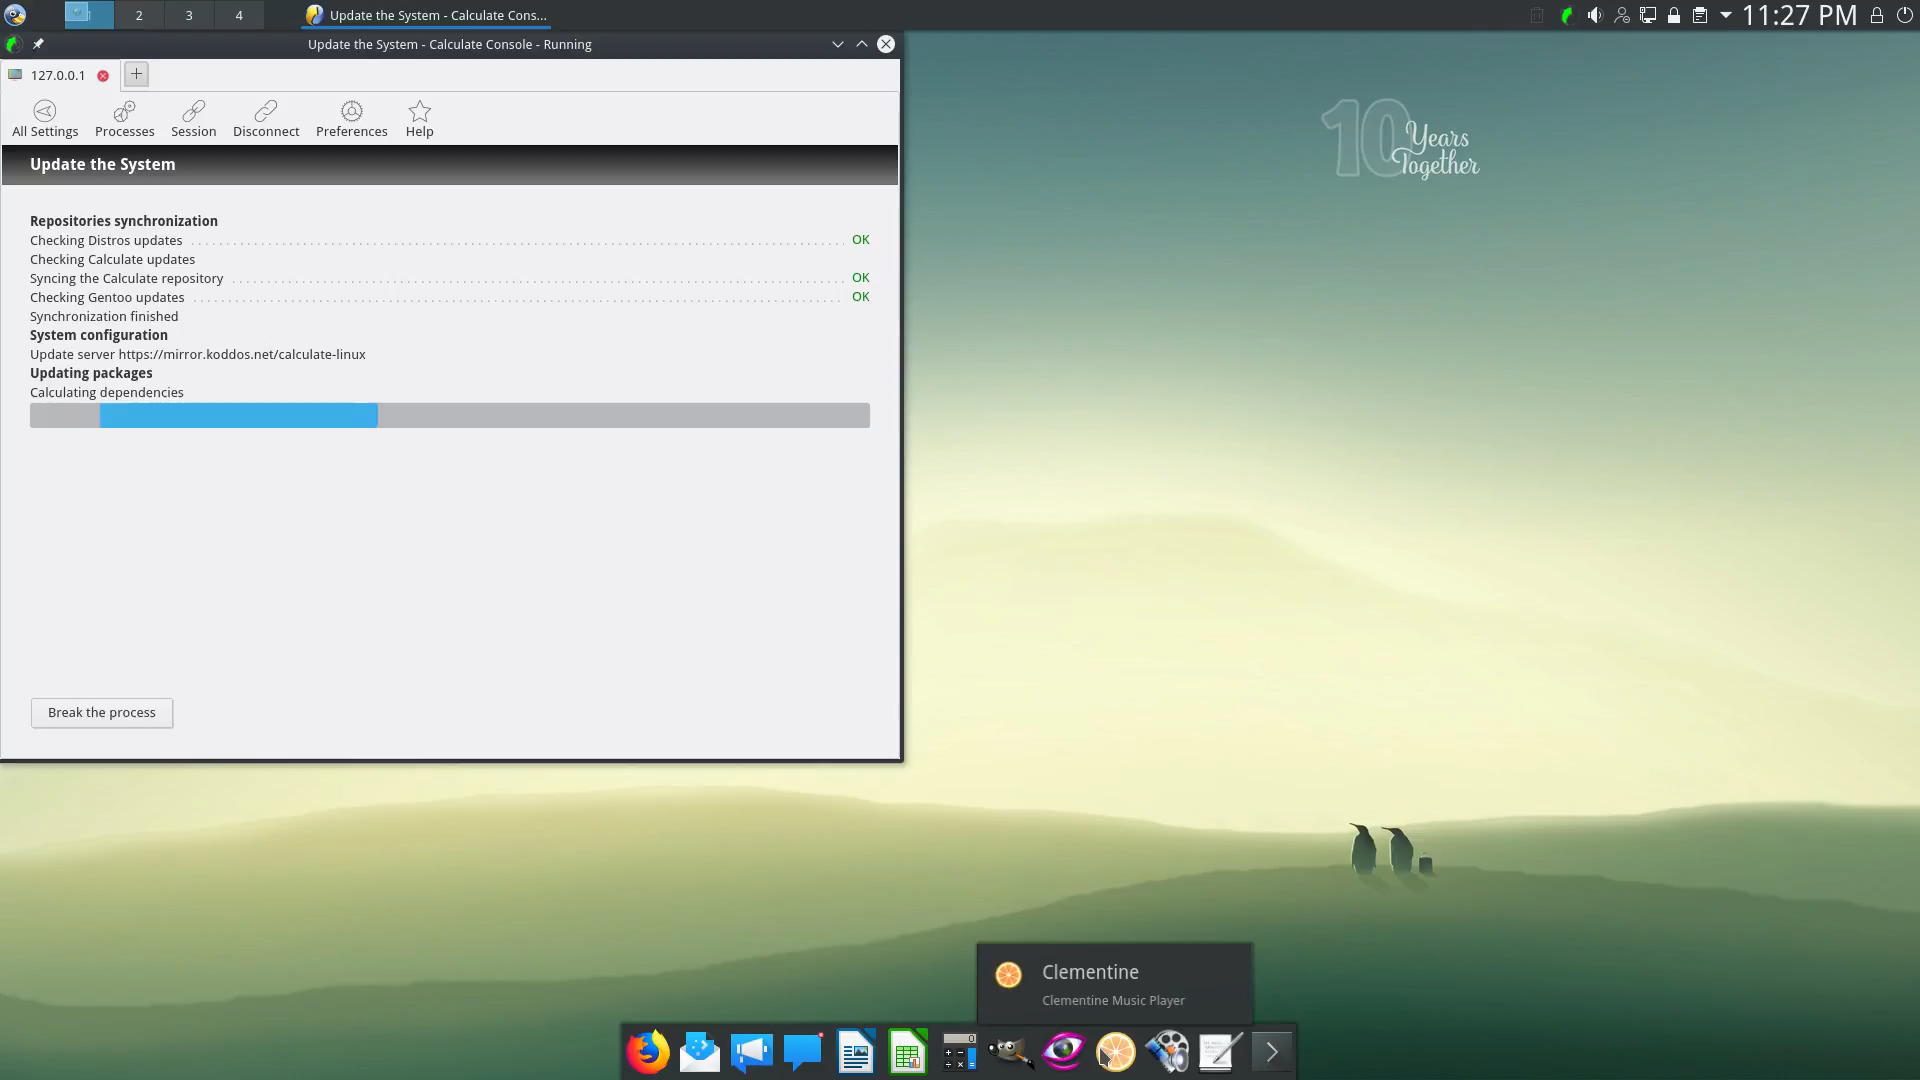 2 3 4 Update the System - Calculate Cons... 11:27 PM
Update the System - Calculate Console - Running
127.0.0.1
All Settings Processes Session Disconnect Preferences Help
Update the System
Repositories synchronization
Checking Distros updates OK
Checking Calculate updates
Syncing the Calculate repository OK
Checking Gentoo updates OK
Synchronization finished
System configuration
Update server https://mirror.koddos.net/calculate-linux
Updating packages
Calculating dependencies
Break the process
10 Years
Together
Clementine
Clementine Music Player